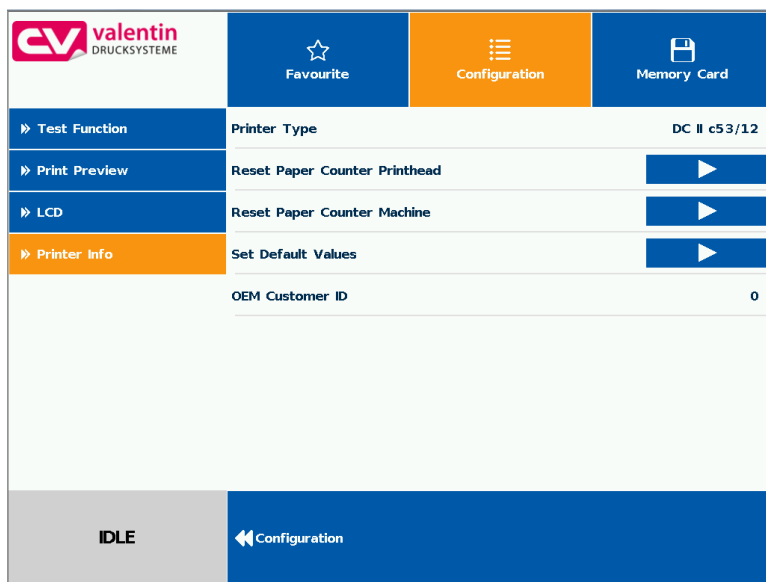 CV valentin
DRUCKSYSTEME
Favourite
Configuration
Memory Card
Test Function
Print Preview
LCD
Printer Info
Printer Type DC II c53/12
Reset Paper Counter Printhead
Reset Paper Counter Machine
Set Default Values
OEM Customer ID 0
IDLE
Configuration